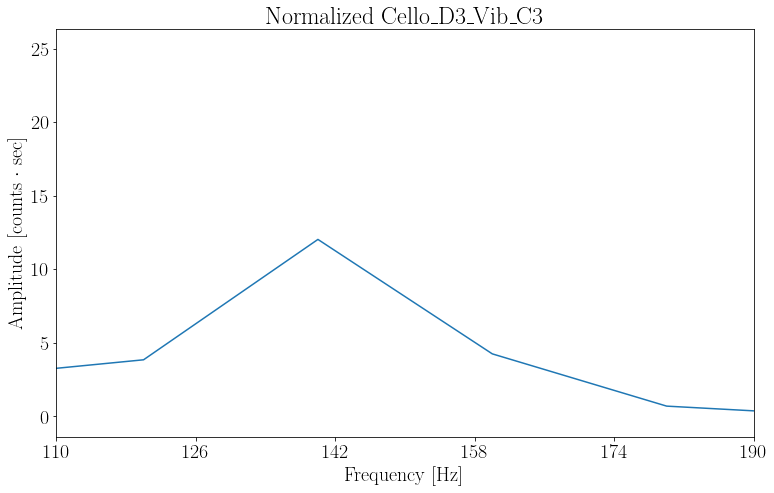 Normalized Cello_D3_Vib_C3
Amplitude [counts · sec]
25
20
15
10
5
0
110 126 142 158 174 190
Frequency [Hz]